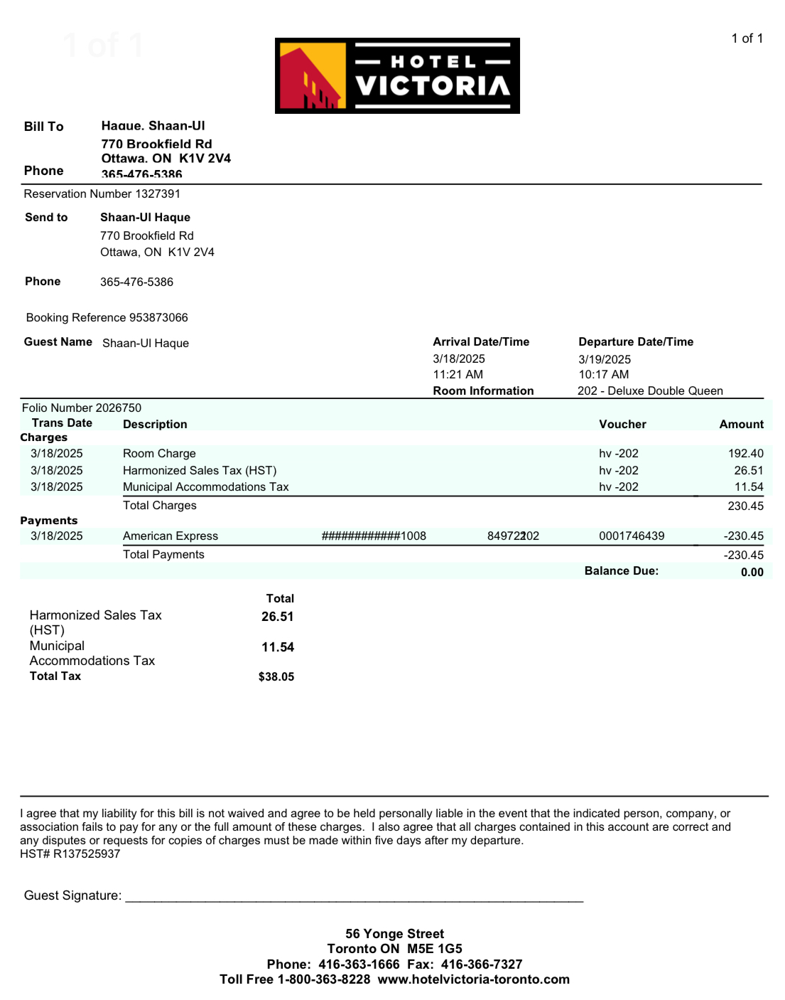 1 of 1
1 of 1
HOTEL
VICTORIA
Bill To Haque, Shaan-Ul
770 Brookfield Rd
Ottawa, ON K1V 2V4
Phone 365-476-5386
Reservation Number 1327391
Send to Shaan-Ul Haque
770 Brookfield Rd
Ottawa, ON K1V 2V4
Phone 365-476-5386
Booking Reference 953873066
Guest Name Shaan-Ul Haque Arrival Date/Time Departure Date/Time
3/18/2025 3/19/2025
11:21 AM 10:17 AM
Room Information 202 - Deluxe Double Queen
Folio Number 2026750
Trans Date Description Voucher Amount
Charges
3/18/2025 Room Charge hv -202 192.40
3/18/2025 Harmonized Sales Tax (HST) hv -202 26.51
3/18/2025 Municipal Accommodations Tax hv -202 11.54
Total Charges 230.45
Payments
3/18/2025 American Express ############1008 0001746439 -230.45
Total Payments -230.45
Balance Due: 0.00
Total
Harmonized Sales Tax 26.51
(HST)
Municipal 11.54
Accommodations Tax
Total Tax $38.05
I agree that my liability for this bill is not waived and agree to be held personally liable in the event that the indicated person, company, or
association fails to pay for any or the full amount of these charges. I also agree that all charges contained in this account are correct and
any disputes or requests for copies of charges must be made within five days after my departure.
HST# R137525937
Guest Signature: ________________________________________________________________
56 Yonge Street
Toronto ON M5E 1G5
Phone: 416-363-1666 Fax: 416-366-7327
Toll Free 1-800-363-8228 www.hotelvictoria-toronto.com